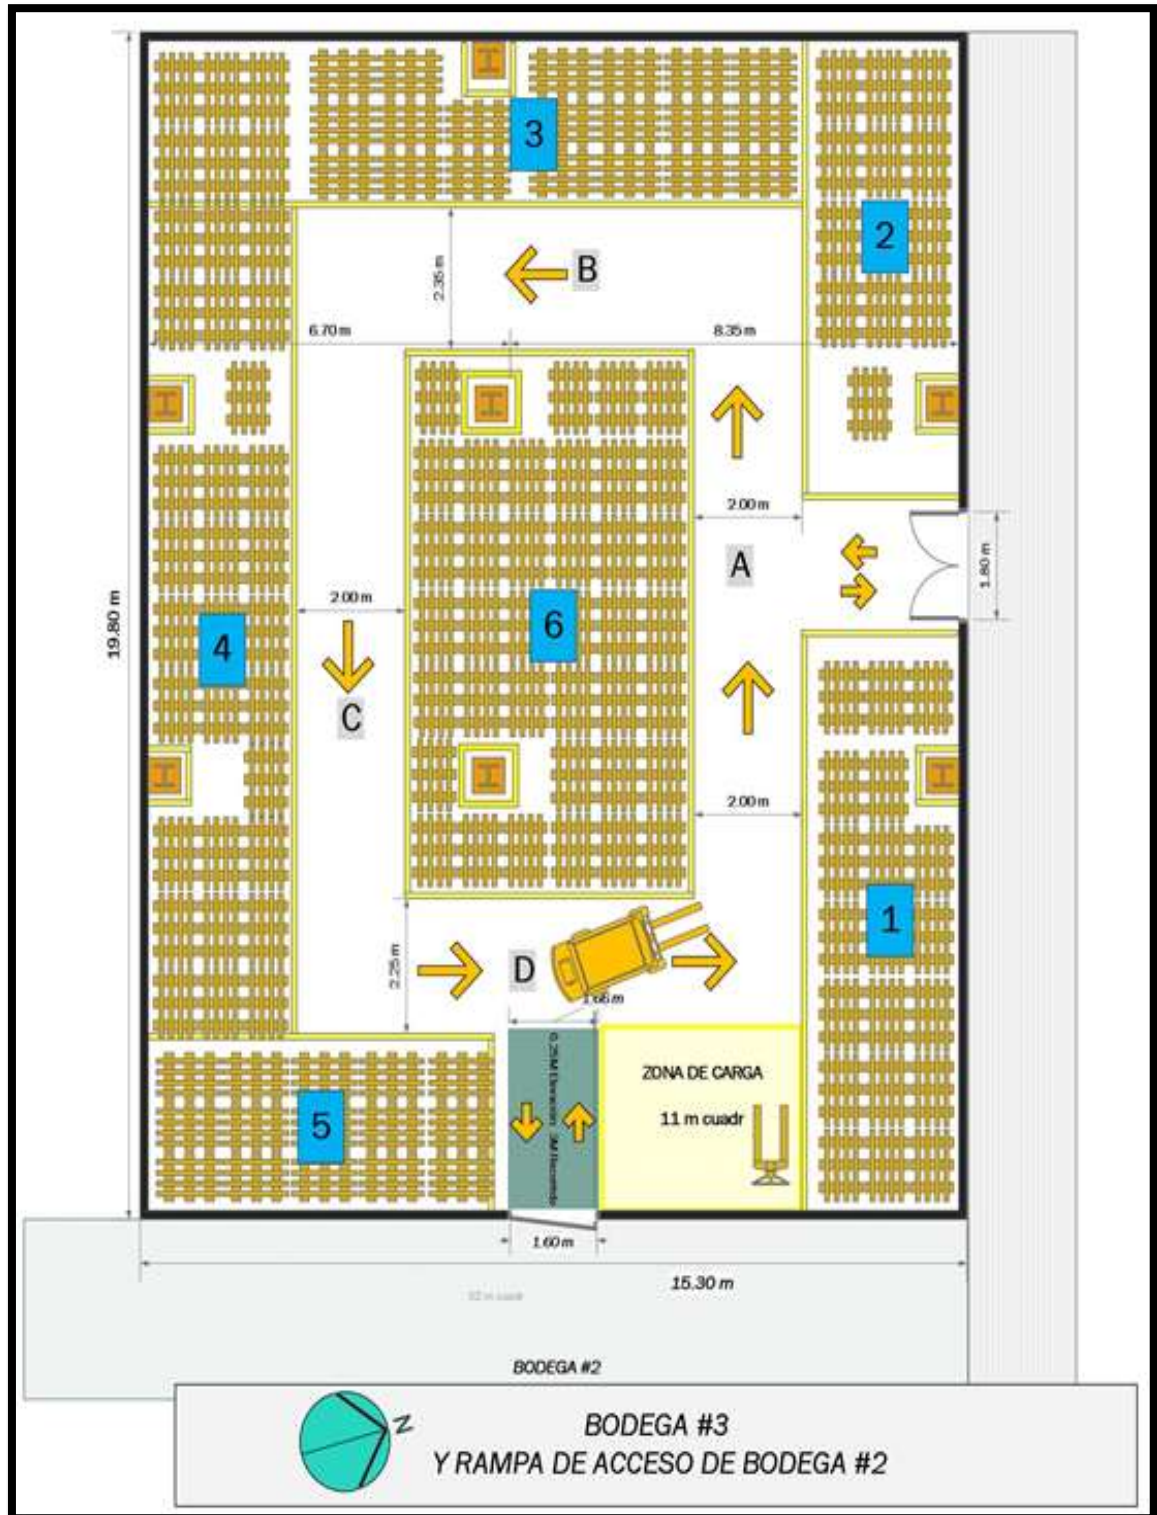 3
2
B
2.35 m
6.70 m
8.35 m
2.00 m
A
1.80 m
2.00 m
6
4
19.80 m
C
2.00 m
1
2.25 m
D
1.66 m
ZONA DE CARGA
11 m cuadr
5
1.60 m
15.30 m
m cuadr
BODEGA #2
N
BODEGA #3
Y RAMPA DE ACCESO DE BODEGA #2